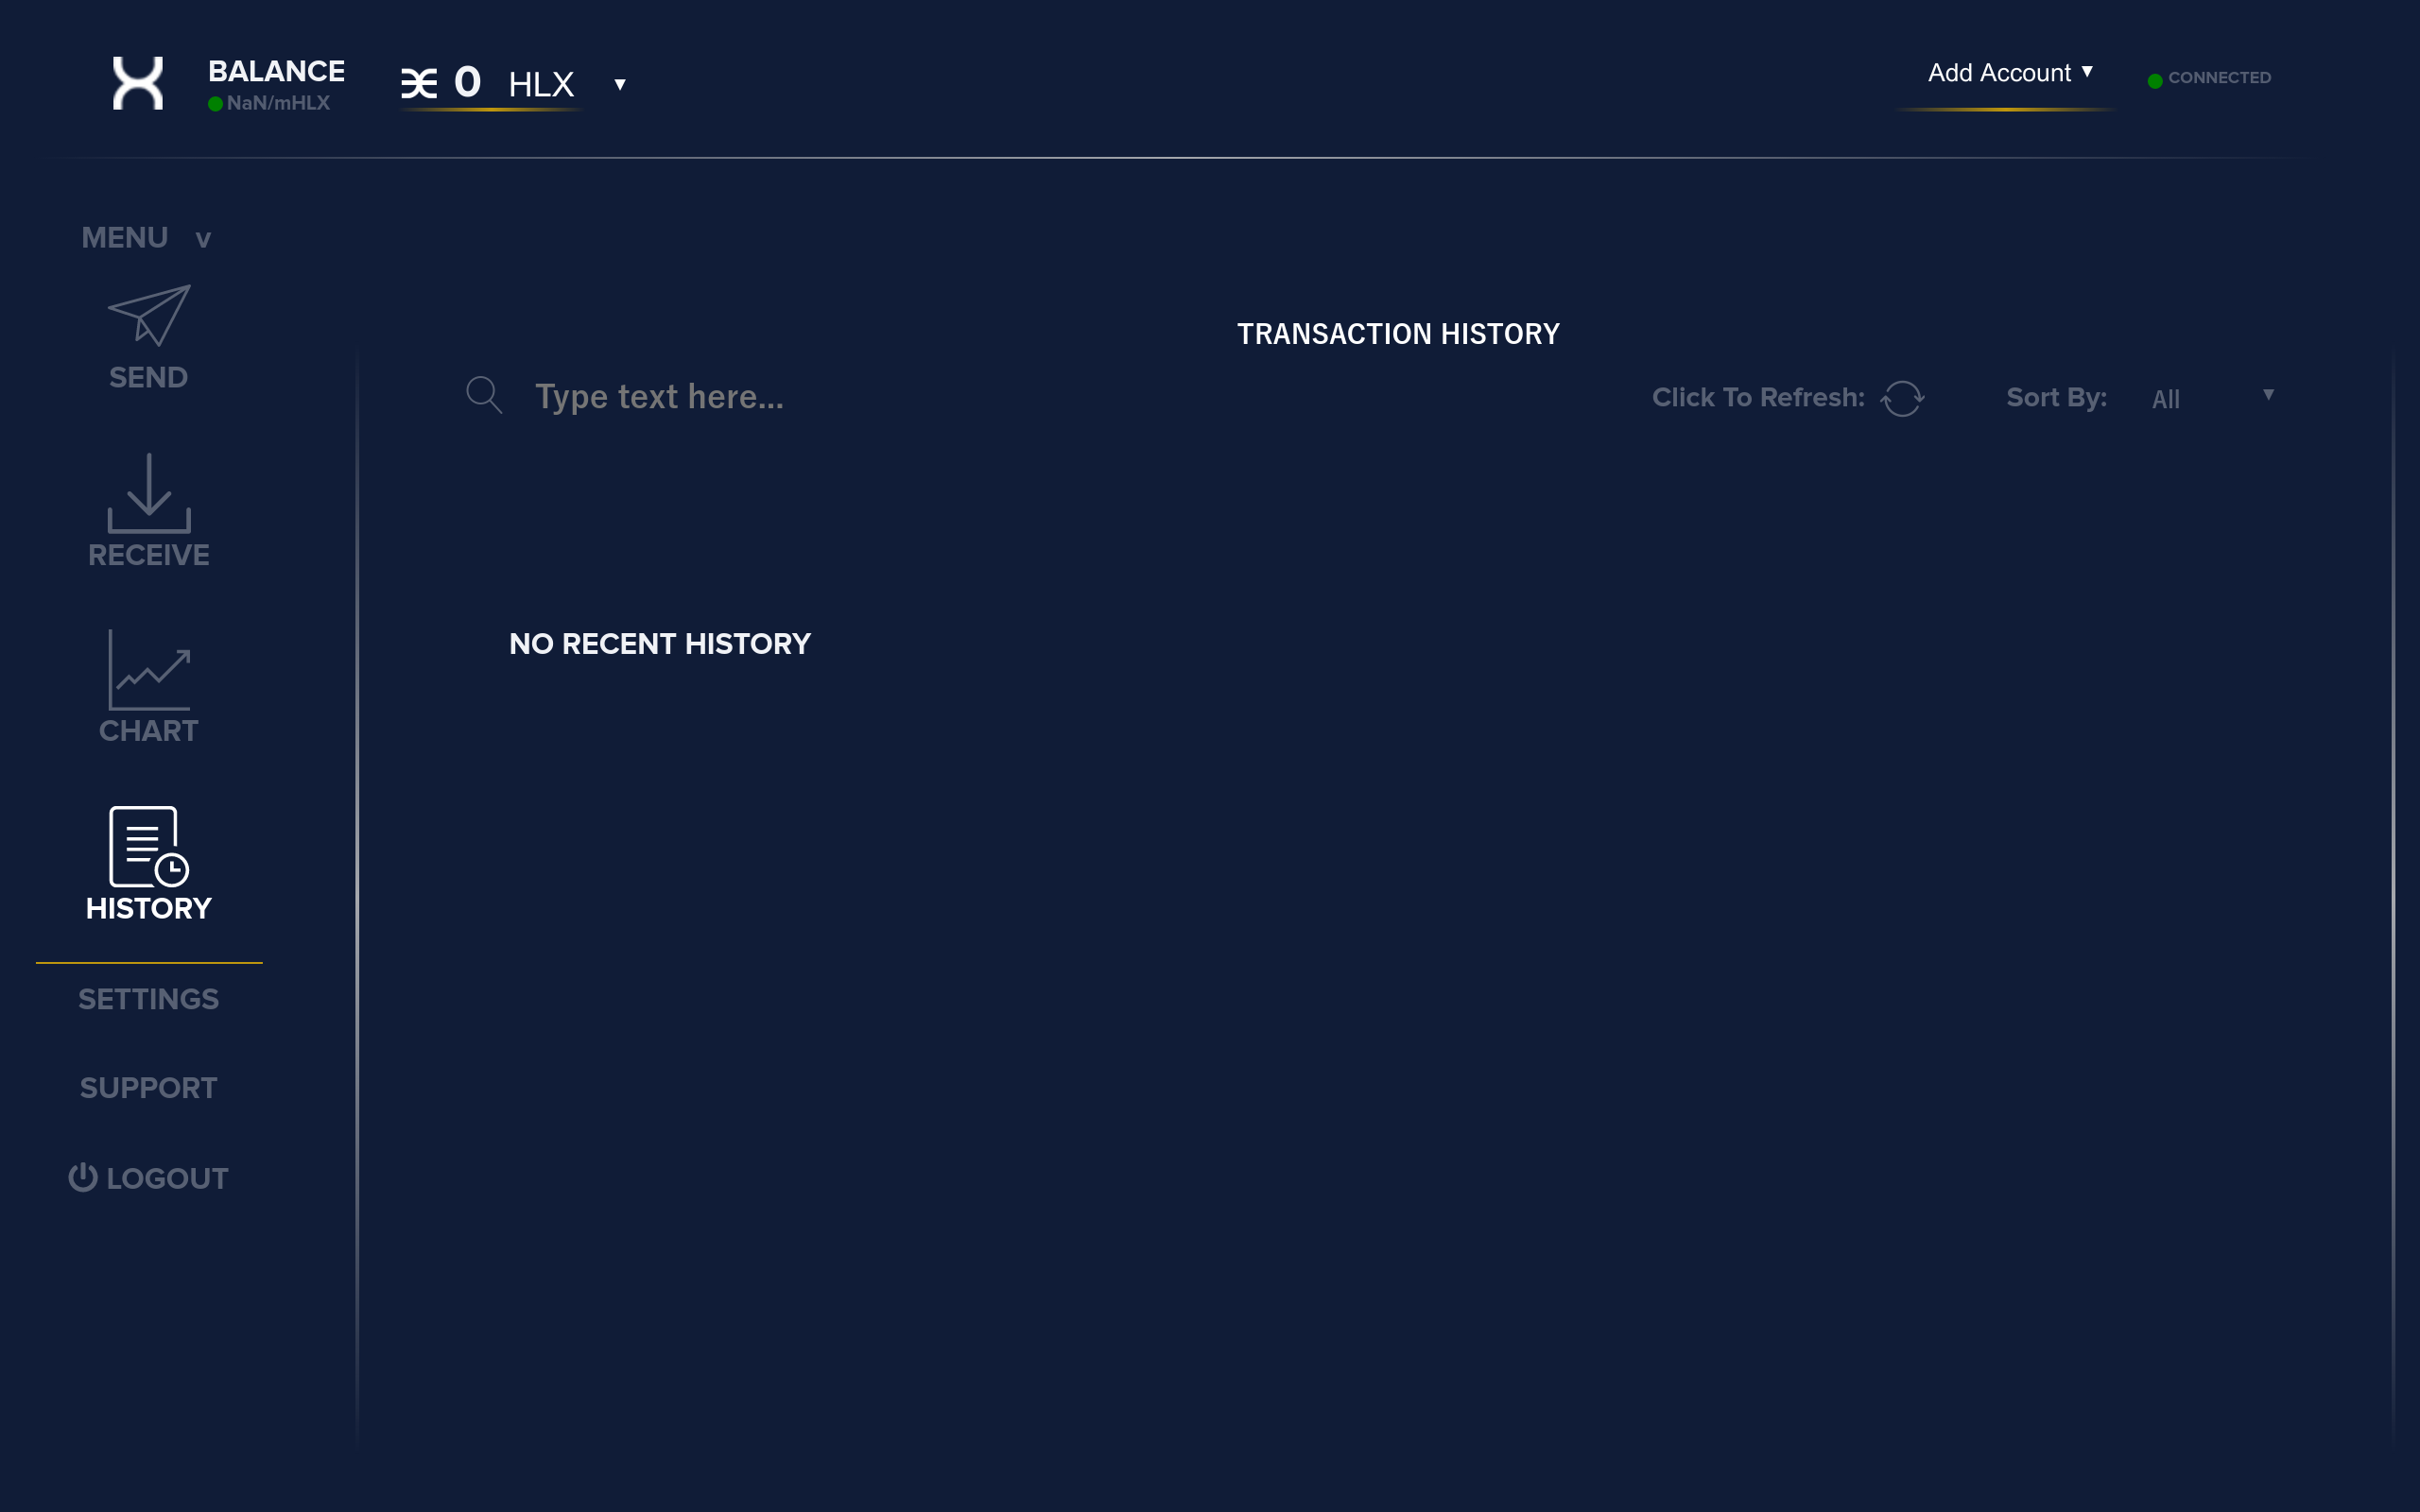 BALANCE
NaN/mHLX
0 HLX ▼
Add Account ▼
CONNECTED
MENU v
SEND
RECEIVE
CHART
HISTORY
SETTINGS
SUPPORT
LOGOUT
TRANSACTION HISTORY
Type text here...
Click To Refresh:
Sort By: All ▼
NO RECENT HISTORY